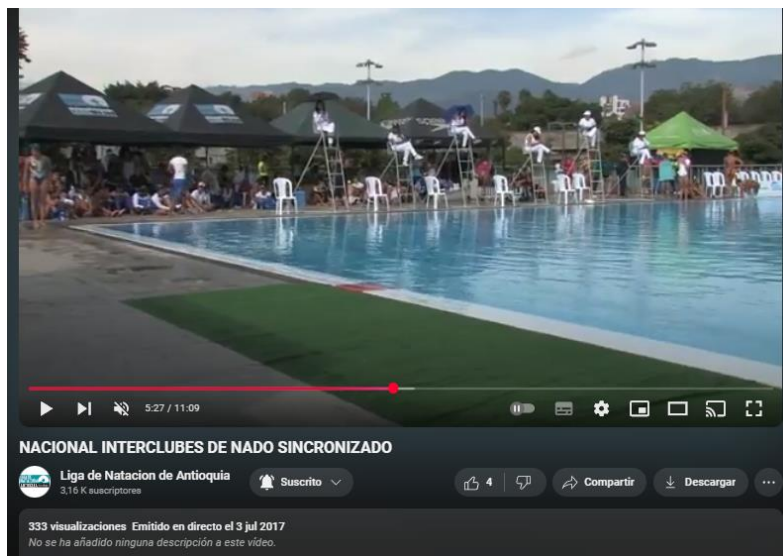 5:27 / 11:09
NACIONAL INTERCLUBES DE NADO SINCRONIZADO
Liga de Natacion de Antioquia
3,16 K suscriptores
Suscrito
4
Compartir
Descargar
333 visualizaciones Emitido en directo el 3 jul 2017
No se ha añadido ninguna descripción a este vídeo.